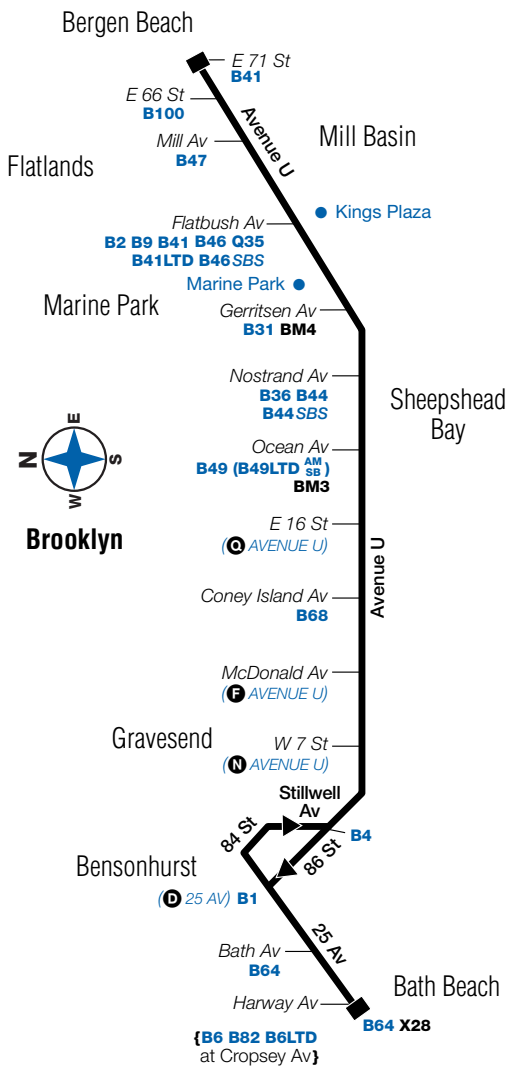 Bergen Beach
E 71 St
B41
E 66 St
B100
Avenue U
Mill Basin
Mill Av
B47
Flatlands
Kings Plaza
Flatbush Av
B2 B9 B41 B46 Q35
B41LTD B46SBS
Marine Park
Marine Park
Gerritsen Av
B31 BM4
Nostrand Av
B36 B44
B44SBS
Sheepshead
Bay
Ocean Av
B49 (B49LTD AM SB)
BM3
N
E
S
W
Brooklyn
E 16 St
(Q AVENUE U)
Avenue U
Coney Island Av
B68
McDonald Av
(F AVENUE U)
Gravesend
W 7 St
(N AVENUE U)
Stillwell
Av
84 St
B4
86 St
Bensonhurst
(D 25 AV) B1
25 Av
Bath Av
B64
Bath Beach
Harway Av
B64 X28
{B6 B82 B6LTD
at Cropsey Av}